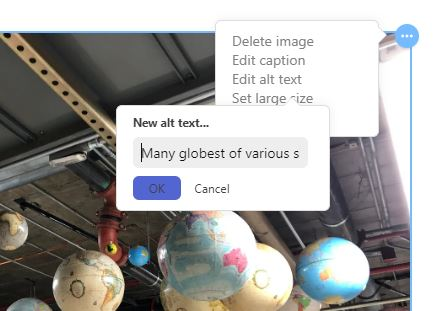 Delete image
Edit caption
Edit alt text
Set large size
New alt text...
Many globest of various s
OK
Cancel